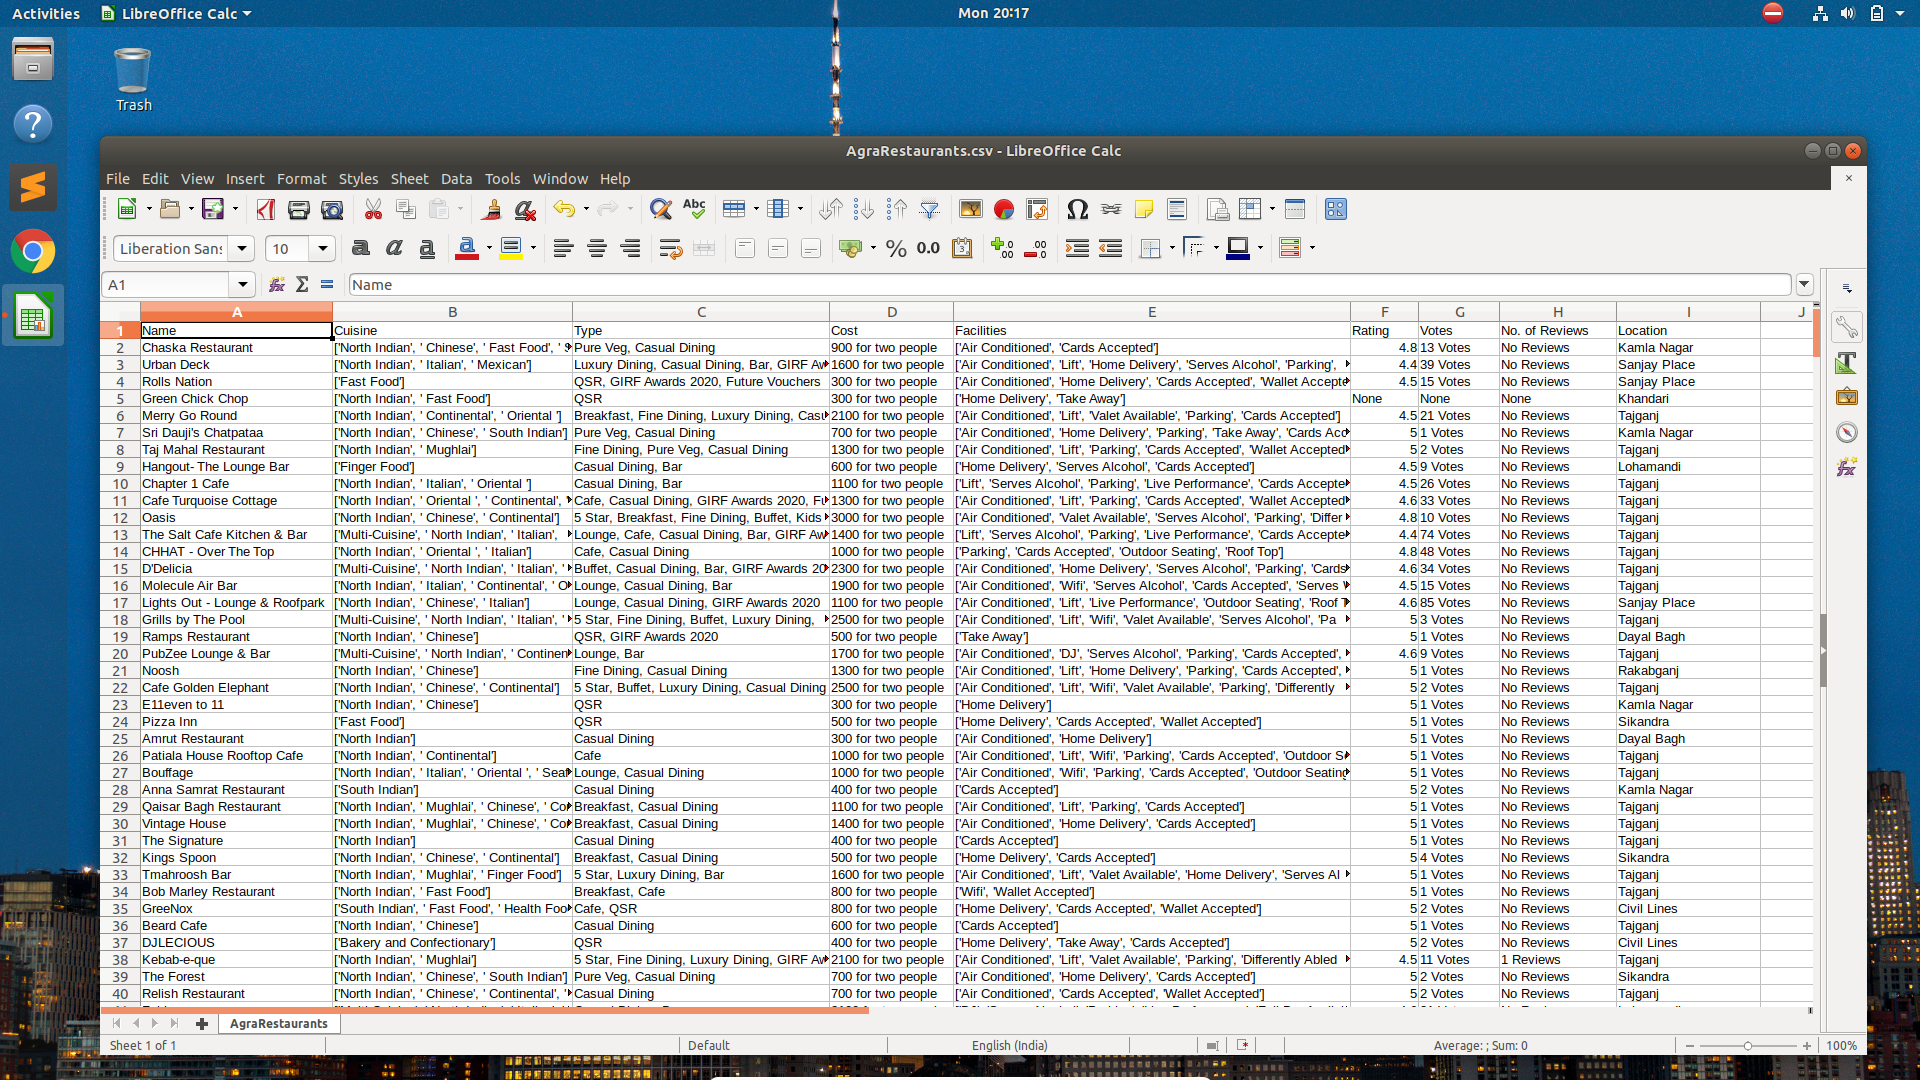 Activities LibreOffice Calc Mon 20:17
Trash
AgraRestaurants.csv - LibreOffice Calc
File Edit View Insert Format Styles Sheet Data Tools Window Help
Liberation Sans 10
A1 Name
A B C D E F G H I J
1 Name Cuisine Type Cost Facilities Rating Votes No. of Reviews Location
2 Chaska Restaurant ['North Indian', ' Chinese', ' Fast Food', ' S Pure Veg, Casual Dining 900 for two people ['Air Conditioned', 'Cards Accepted'] 4.8 13 Votes No Reviews Kamla Nagar
3 Urban Deck ['North Indian', ' Italian', ' Mexican'] Luxury Dining, Casual Dining, Bar, GIRF Aw 1600 for two people ['Air Conditioned', 'Lift', 'Home Delivery', 'Serves Alcohol', 'Parking', 4.4 39 Votes No Reviews Sanjay Place
4 Rolls Nation ['Fast Food'] QSR, GIRF Awards 2020, Future Vouchers 300 for two people ['Air Conditioned', 'Home Delivery', 'Cards Accepted', 'Wallet Accepte 4.5 15 Votes No Reviews Sanjay Place
5 Green Chick Chop ['North Indian', ' Fast Food'] QSR 300 for two people ['Home Delivery', 'Take Away'] None None None Khandari
6 Merry Go Round ['North Indian', ' Continental', ' Oriental '] Breakfast, Fine Dining, Luxury Dining, Casu 2100 for two people ['Air Conditioned', 'Lift', 'Valet Available', 'Parking', 'Cards Accepted'] 4.5 21 Votes No Reviews Tajganj
7 Sri Dauji's Chatpataa ['North Indian', ' Chinese', ' South Indian'] Pure Veg, Casual Dining 700 for two people ['Air Conditioned', 'Home Delivery', 'Parking', 'Take Away', 'Cards Acc 5 1 Votes No Reviews Kamla Nagar
8 Taj Mahal Restaurant ['North Indian', ' Mughlai'] Fine Dining, Pure Veg, Casual Dining 1300 for two people ['Air Conditioned', 'Lift', 'Parking', 'Cards Accepted', 'Wallet Accepted' 5 2 Votes No Reviews Tajganj
9 Hangout- The Lounge Bar ['Finger Food'] Casual Dining, Bar 600 for two people ['Home Delivery', 'Serves Alcohol', 'Cards Accepted'] 4.5 9 Votes No Reviews Lohamandi
10 Chapter 1 Cafe ['North Indian', ' Italian', ' Oriental '] Casual Dining, Bar 1100 for two people ['Lift', 'Serves Alcohol', 'Parking', 'Live Performance', 'Cards Accepte 4.5 26 Votes No Reviews Tajganj
11 Cafe Turquoise Cottage ['North Indian', ' Oriental ', ' Continental', ' Cafe, Casual Dining, GIRF Awards 2020, Fu 1300 for two people ['Air Conditioned', 'Lift', 'Parking', 'Cards Accepted', 'Wallet Accepted' 4.6 33 Votes No Reviews Tajganj
12 Oasis ['North Indian', ' Chinese', ' Continental'] 5 Star, Breakfast, Fine Dining, Buffet, Kids 3000 for two people ['Air Conditioned', 'Valet Available', 'Serves Alcohol', 'Parking', 'Differ 4.8 10 Votes No Reviews Tajganj
13 The Salt Cafe Kitchen & Bar ['Multi-Cuisine', ' North Indian', ' Italian', Lounge, Cafe, Casual Dining, Bar, GIRF Aw 1400 for two people ['Lift', 'Serves Alcohol', 'Parking', 'Live Performance', 'Cards Accepte 4.4 74 Votes No Reviews Tajganj
14 CHHAT - Over The Top ['North Indian', ' Oriental ', ' Italian'] Cafe, Casual Dining 1000 for two people ['Parking', 'Cards Accepted', 'Outdoor Seating', 'Roof Top'] 4.8 48 Votes No Reviews Tajganj
15 D'Delicia ['Multi-Cuisine', ' North Indian', ' Italian', ' Buffet, Casual Dining, Bar, GIRF Awards 20 2300 for two people ['Air Conditioned', 'Home Delivery', 'Serves Alcohol', 'Parking', 'Cards 4.6 34 Votes No Reviews Tajganj
16 Molecule Air Bar ['North Indian', ' Italian', ' Continental', ' O Lounge, Casual Dining, Bar 1900 for two people ['Air Conditioned', 'Wifi', 'Serves Alcohol', 'Cards Accepted', 'Serves 4.5 15 Votes No Reviews Tajganj
17 Lights Out - Lounge & Roofpark ['North Indian', ' Chinese', ' Italian'] Lounge, Casual Dining, GIRF Awards 2020 1100 for two people ['Air Conditioned', 'Lift', 'Live Performance', 'Outdoor Seating', 'Roof T 4.6 85 Votes No Reviews Sanjay Place
18 Grills by The Pool ['Multi-Cuisine', ' North Indian', ' Italian', ' 5 Star, Fine Dining, Buffet, Luxury Dining, 2500 for two people ['Air Conditioned', 'Lift', 'Wifi', 'Valet Available', 'Serves Alcohol', 'Pa 5 3 Votes No Reviews Tajganj
19 Ramps Restaurant ['North Indian', ' Chinese'] QSR, GIRF Awards 2020 500 for two people ['Take Away'] 5 1 Votes No Reviews Dayal Bagh
20 PubZee Lounge & Bar ['Multi-Cuisine', ' North Indian', ' Continen Lounge, Bar 1700 for two people ['Air Conditioned', 'DJ', 'Serves Alcohol', 'Parking', 'Cards Accepted', 4.6 9 Votes No Reviews Tajganj
21 Noosh ['North Indian', ' Chinese'] Fine Dining, Casual Dining 1300 for two people ['Air Conditioned', 'Lift', 'Home Delivery', 'Parking', 'Cards Accepted', 5 1 Votes No Reviews Rakabganj
22 Cafe Golden Elephant ['North Indian', ' Chinese', ' Continental'] 5 Star, Buffet, Luxury Dining, Casual Dining 2500 for two people ['Air Conditioned', 'Lift', 'Wifi', 'Valet Available', 'Parking', 'Differently 5 2 Votes No Reviews Tajganj
23 E11even to 11 ['North Indian', ' Chinese'] QSR 300 for two people ['Home Delivery'] 5 1 Votes No Reviews Kamla Nagar
24 Pizza Inn ['Fast Food'] QSR 500 for two people ['Home Delivery', 'Cards Accepted', 'Wallet Accepted'] 5 1 Votes No Reviews Sikandra
25 Amrut Restaurant ['North Indian'] Casual Dining 300 for two people ['Air Conditioned', 'Home Delivery'] 5 1 Votes No Reviews Dayal Bagh
26 Patiala House Rooftop Cafe ['North Indian', ' Continental'] Cafe 1000 for two people ['Air Conditioned', 'Lift', 'Wifi', 'Parking', 'Cards Accepted', 'Outdoor S 5 1 Votes No Reviews Tajganj
27 Bouffage ['North Indian', ' Italian', ' Oriental ', ' Sea Lounge, Casual Dining 1000 for two people ['Air Conditioned', 'Wifi', 'Parking', 'Cards Accepted', 'Outdoor Seating 5 1 Votes No Reviews Tajganj
28 Anna Samrat Restaurant ['South Indian'] Casual Dining 400 for two people ['Cards Accepted'] 5 2 Votes No Reviews Kamla Nagar
29 Qaisar Bagh Restaurant ['North Indian', ' Mughlai', ' Chinese', ' Co Breakfast, Casual Dining 1100 for two people ['Air Conditioned', 'Lift', 'Parking', 'Cards Accepted'] 5 1 Votes No Reviews Tajganj
30 Vintage House ['North Indian', ' Mughlai', ' Chinese', ' Co Breakfast, Casual Dining 1400 for two people ['Air Conditioned', 'Home Delivery', 'Cards Accepted'] 5 1 Votes No Reviews Tajganj
31 The Signature ['North Indian'] Casual Dining 400 for two people ['Cards Accepted'] 5 1 Votes No Reviews Tajganj
32 Kings Spoon ['North Indian', ' Chinese', ' Continental'] Breakfast, Casual Dining 500 for two people ['Home Delivery', 'Cards Accepted'] 5 4 Votes No Reviews Sikandra
33 Tmahroosh Bar ['North Indian', ' Mughlai', ' Finger Food'] 5 Star, Luxury Dining, Bar 1600 for two people ['Air Conditioned', 'Lift', 'Valet Available', 'Home Delivery', 'Serves Al 5 1 Votes No Reviews Tajganj
34 Bob Marley Restaurant ['North Indian', ' Fast Food'] Breakfast, Cafe 800 for two people ['Wifi', 'Wallet Accepted'] 5 1 Votes No Reviews Tajganj
35 GreeNox ['South Indian', ' Fast Food', ' Health Foo Cafe, QSR 800 for two people ['Home Delivery', 'Cards Accepted', 'Wallet Accepted'] 5 2 Votes No Reviews Civil Lines
36 Beard Cafe ['North Indian', ' Chinese'] Casual Dining 600 for two people ['Cards Accepted'] 5 1 Votes No Reviews Tajganj
37 DJLECIOUS ['Bakery and Confectionary'] QSR 400 for two people ['Home Delivery', 'Take Away', 'Cards Accepted'] 5 2 Votes No Reviews Civil Lines
38 Kebab-e-que ['North Indian', ' Mughlai'] 5 Star, Fine Dining, Luxury Dining, GIRF Aw 2100 for two people ['Air Conditioned', 'Lift', 'Valet Available', 'Parking', 'Differently Abled 4.5 11 Votes 1 Reviews Tajganj
39 The Forest ['North Indian', ' Chinese', ' South Indian'] Pure Veg, Casual Dining 700 for two people ['Air Conditioned', 'Home Delivery', 'Cards Accepted'] 5 2 Votes No Reviews Sikandra
40 Relish Restaurant ['North Indian', ' Chinese', ' Continental', ' Casual Dining 700 for two people ['Air Conditioned', 'Cards Accepted', 'Wallet Accepted'] 5 2 Votes No Reviews Tajganj
AgraRestaurants
Sheet 1 of 1 Default English (India) Average: ; Sum: 0 100%